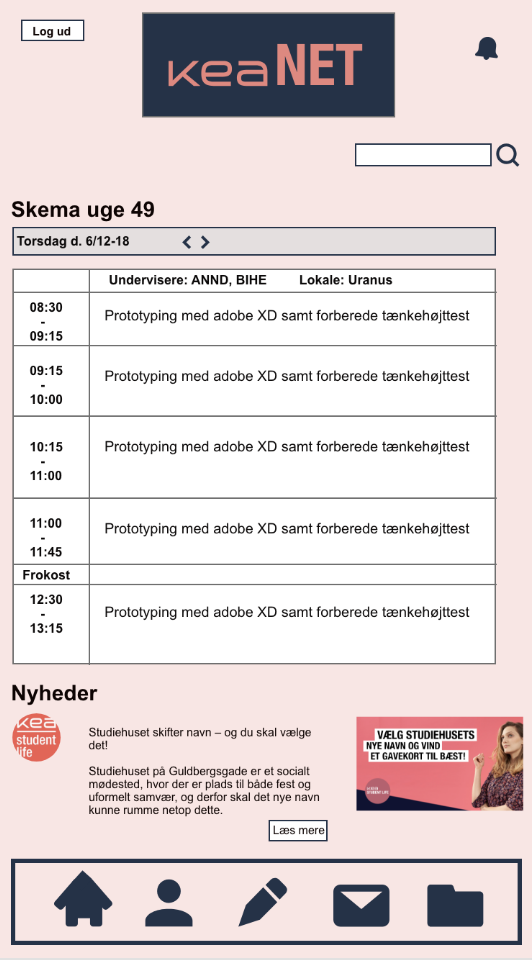 Log ud
kea NET
Skema uge 49
Torsdag d. 6/12-18
Undervisere: ANND, BIHE Lokale: Uranus
08:30
-
09:15
Prototyping med adobe XD samt forberede tænkehøjttest
09:15
-
10:00
Prototyping med adobe XD samt forberede tænkehøjttest
10:15
-
11:00
Prototyping med adobe XD samt forberede tænkehøjttest
11:00
-
11:45
Prototyping med adobe XD samt forberede tænkehøjttest
Frokost
12:30
-
13:15
Prototyping med adobe XD samt forberede tænkehøjttest
Nyheder
kea
student
life
Studiehuset skifter navn – og du skal vælge
det!
Studiehuset på Guldbergsgade er et socialt
mødested, hvor der er plads til både fest og
uformelt samvær, og derfor skal det nye navn
kunne rumme netop dette.
Læs mere
VÆLG STUDIEHUSETS
NYE NAVN OG VIND
ET GAVEKORT TIL BÆST!